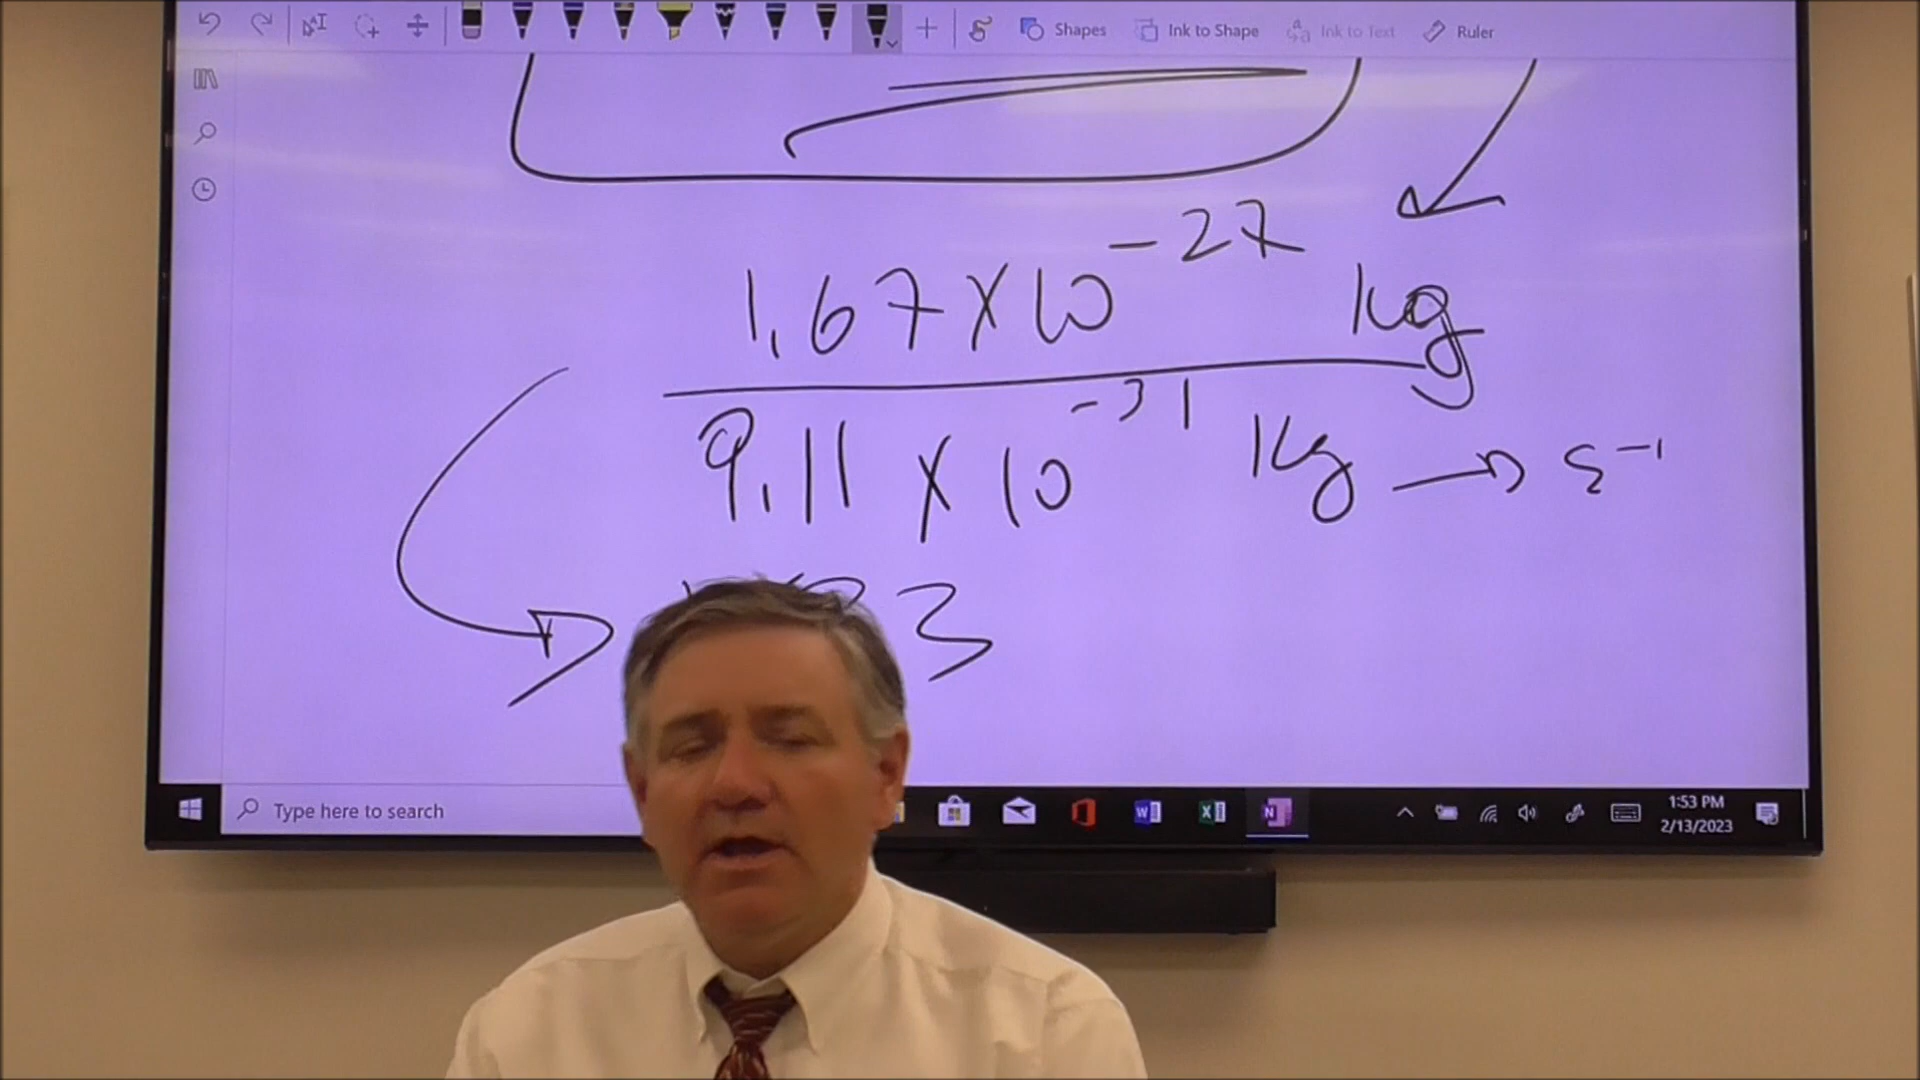 Shapes Ink to Shape Ink to Text Ruler
1.67 × 10⁻²⁷ kg
9.11 × 10⁻³¹ kg → e⁻¹
3
Type here to search
1:53 PM
2/13/2023